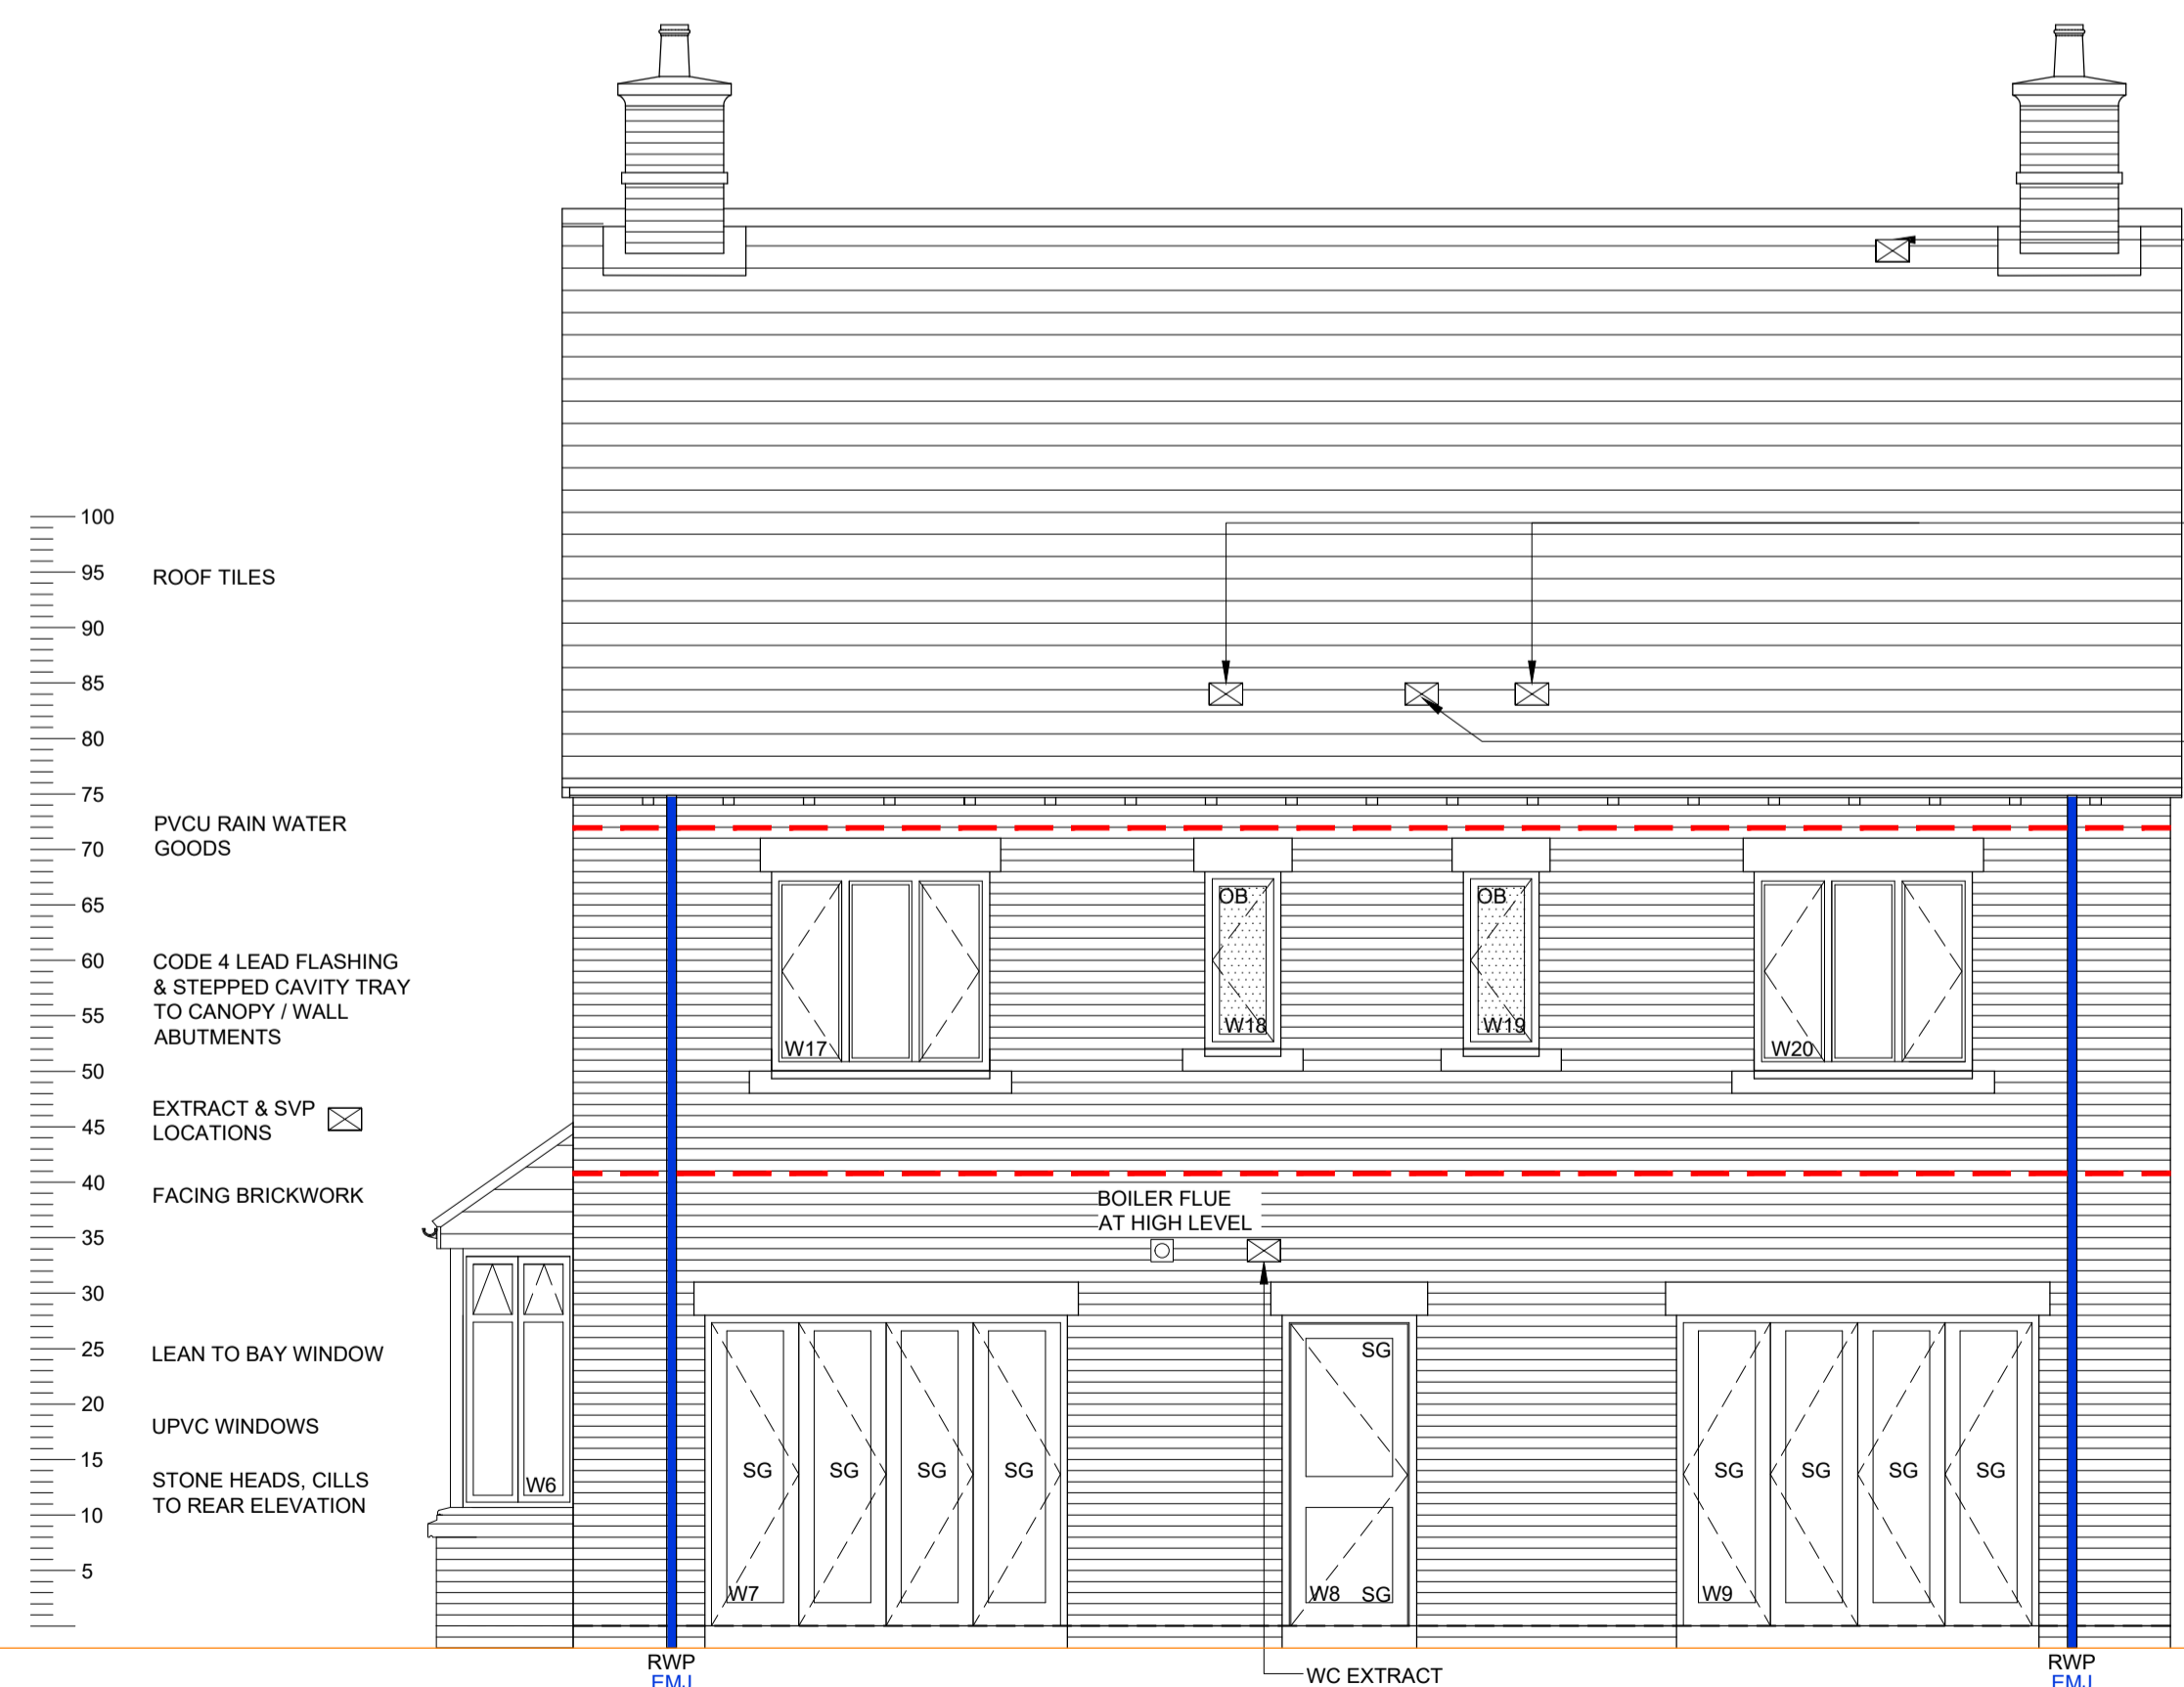 100
95
90
85
80
75
70
65
60
55
50
45
40
35
30
25
20
15
10
5
ROOF TILES
PVCU RAIN WATER
GOODS
CODE 4 LEAD FLASHING
& STEPPED CAVITY TRAY
TO CANOPY / WALL
ABUTMENTS
EXTRACT & SVP
LOCATIONS
FACING BRICKWORK
LEAN TO BAY WINDOW
UPVC WINDOWS
STONE HEADS, CILLS
TO REAR ELEVATION
OB
OB
W17
W18
W19
W20
BOILER FLUE
AT HIGH LEVEL
W6
SG
SG
SG
SG
W7
SG
W8
SG
SG
SG
SG
SG
W9
RWP
EMJ
WC EXTRACT
RWP
EMJ